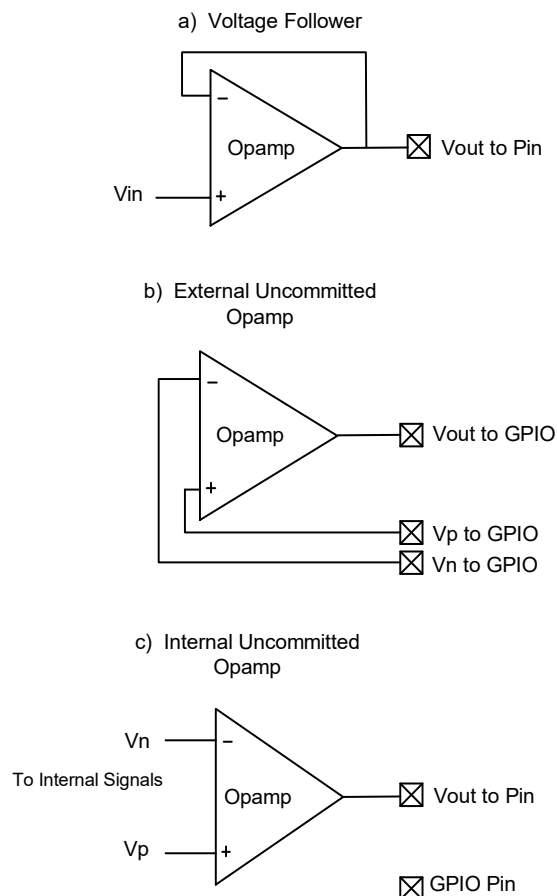 a) Voltage Follower
−
Opamp
Vout to Pin
Vin
+
b) External Uncommitted
Opamp
−
Opamp
Vout to GPIO
+
Vp to GPIO
Vn to GPIO
c) Internal Uncommitted
Opamp
Vn
−
To Internal Signals
Opamp
Vout to Pin
Vp
+
GPIO Pin